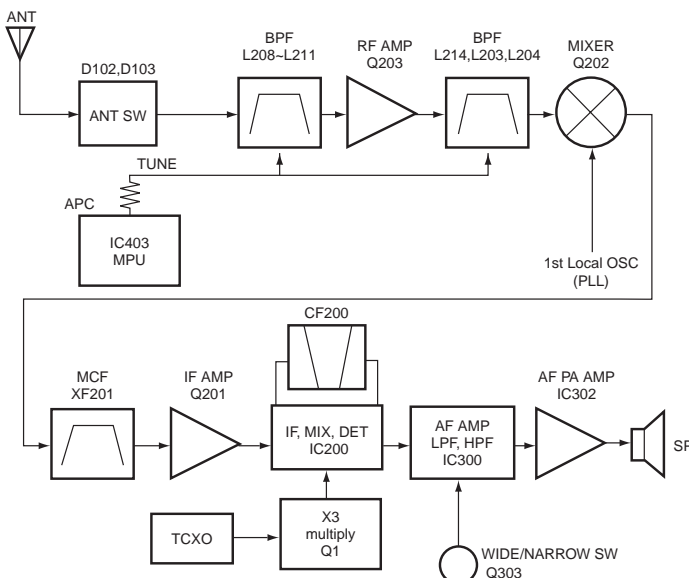 ANT
D102,D103
ANT SW
BPF
L208~L211
RF AMP
Q203
BPF
L214,L203,L204
MIXER
Q202
TUNE
APC
IC403
MPU
1st Local OSC
(PLL)
CF200
MCF
XF201
IF AMP
Q201
IF, MIX, DET
IC200
AF AMP
LPF, HPF
IC300
AF PA AMP
IC302
TCXO
X3
multiply
Q1
WIDE/NARROW SW
Q303